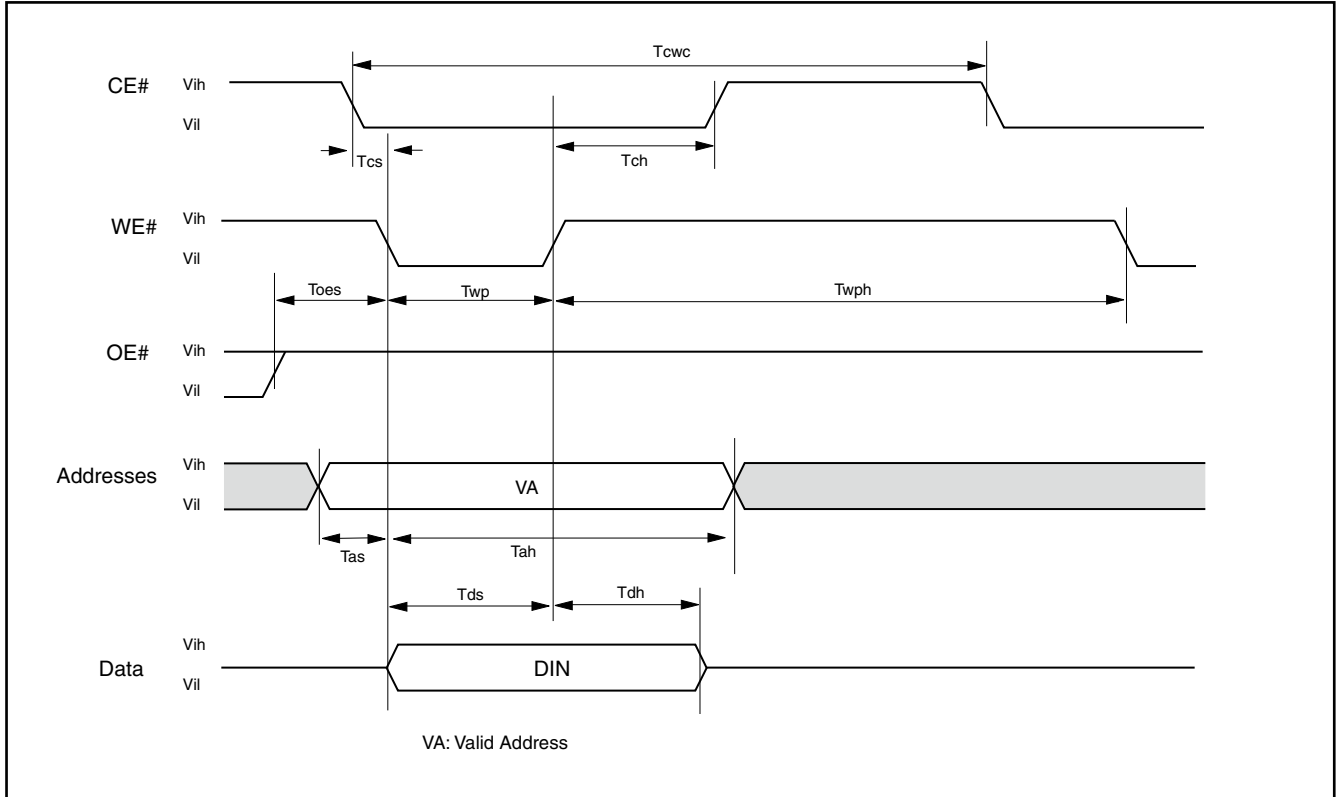 Tcwc
CE#
Vih
Vil
Tcs
Tch
WE#
Vih
Vil
Toes
Twp
Twph
OE#
Vih
Vil
Addresses
Vih
Vil
VA
Tas
Tah
Tds
Tdh
Data
Vih
Vil
DIN
VA: Valid Address